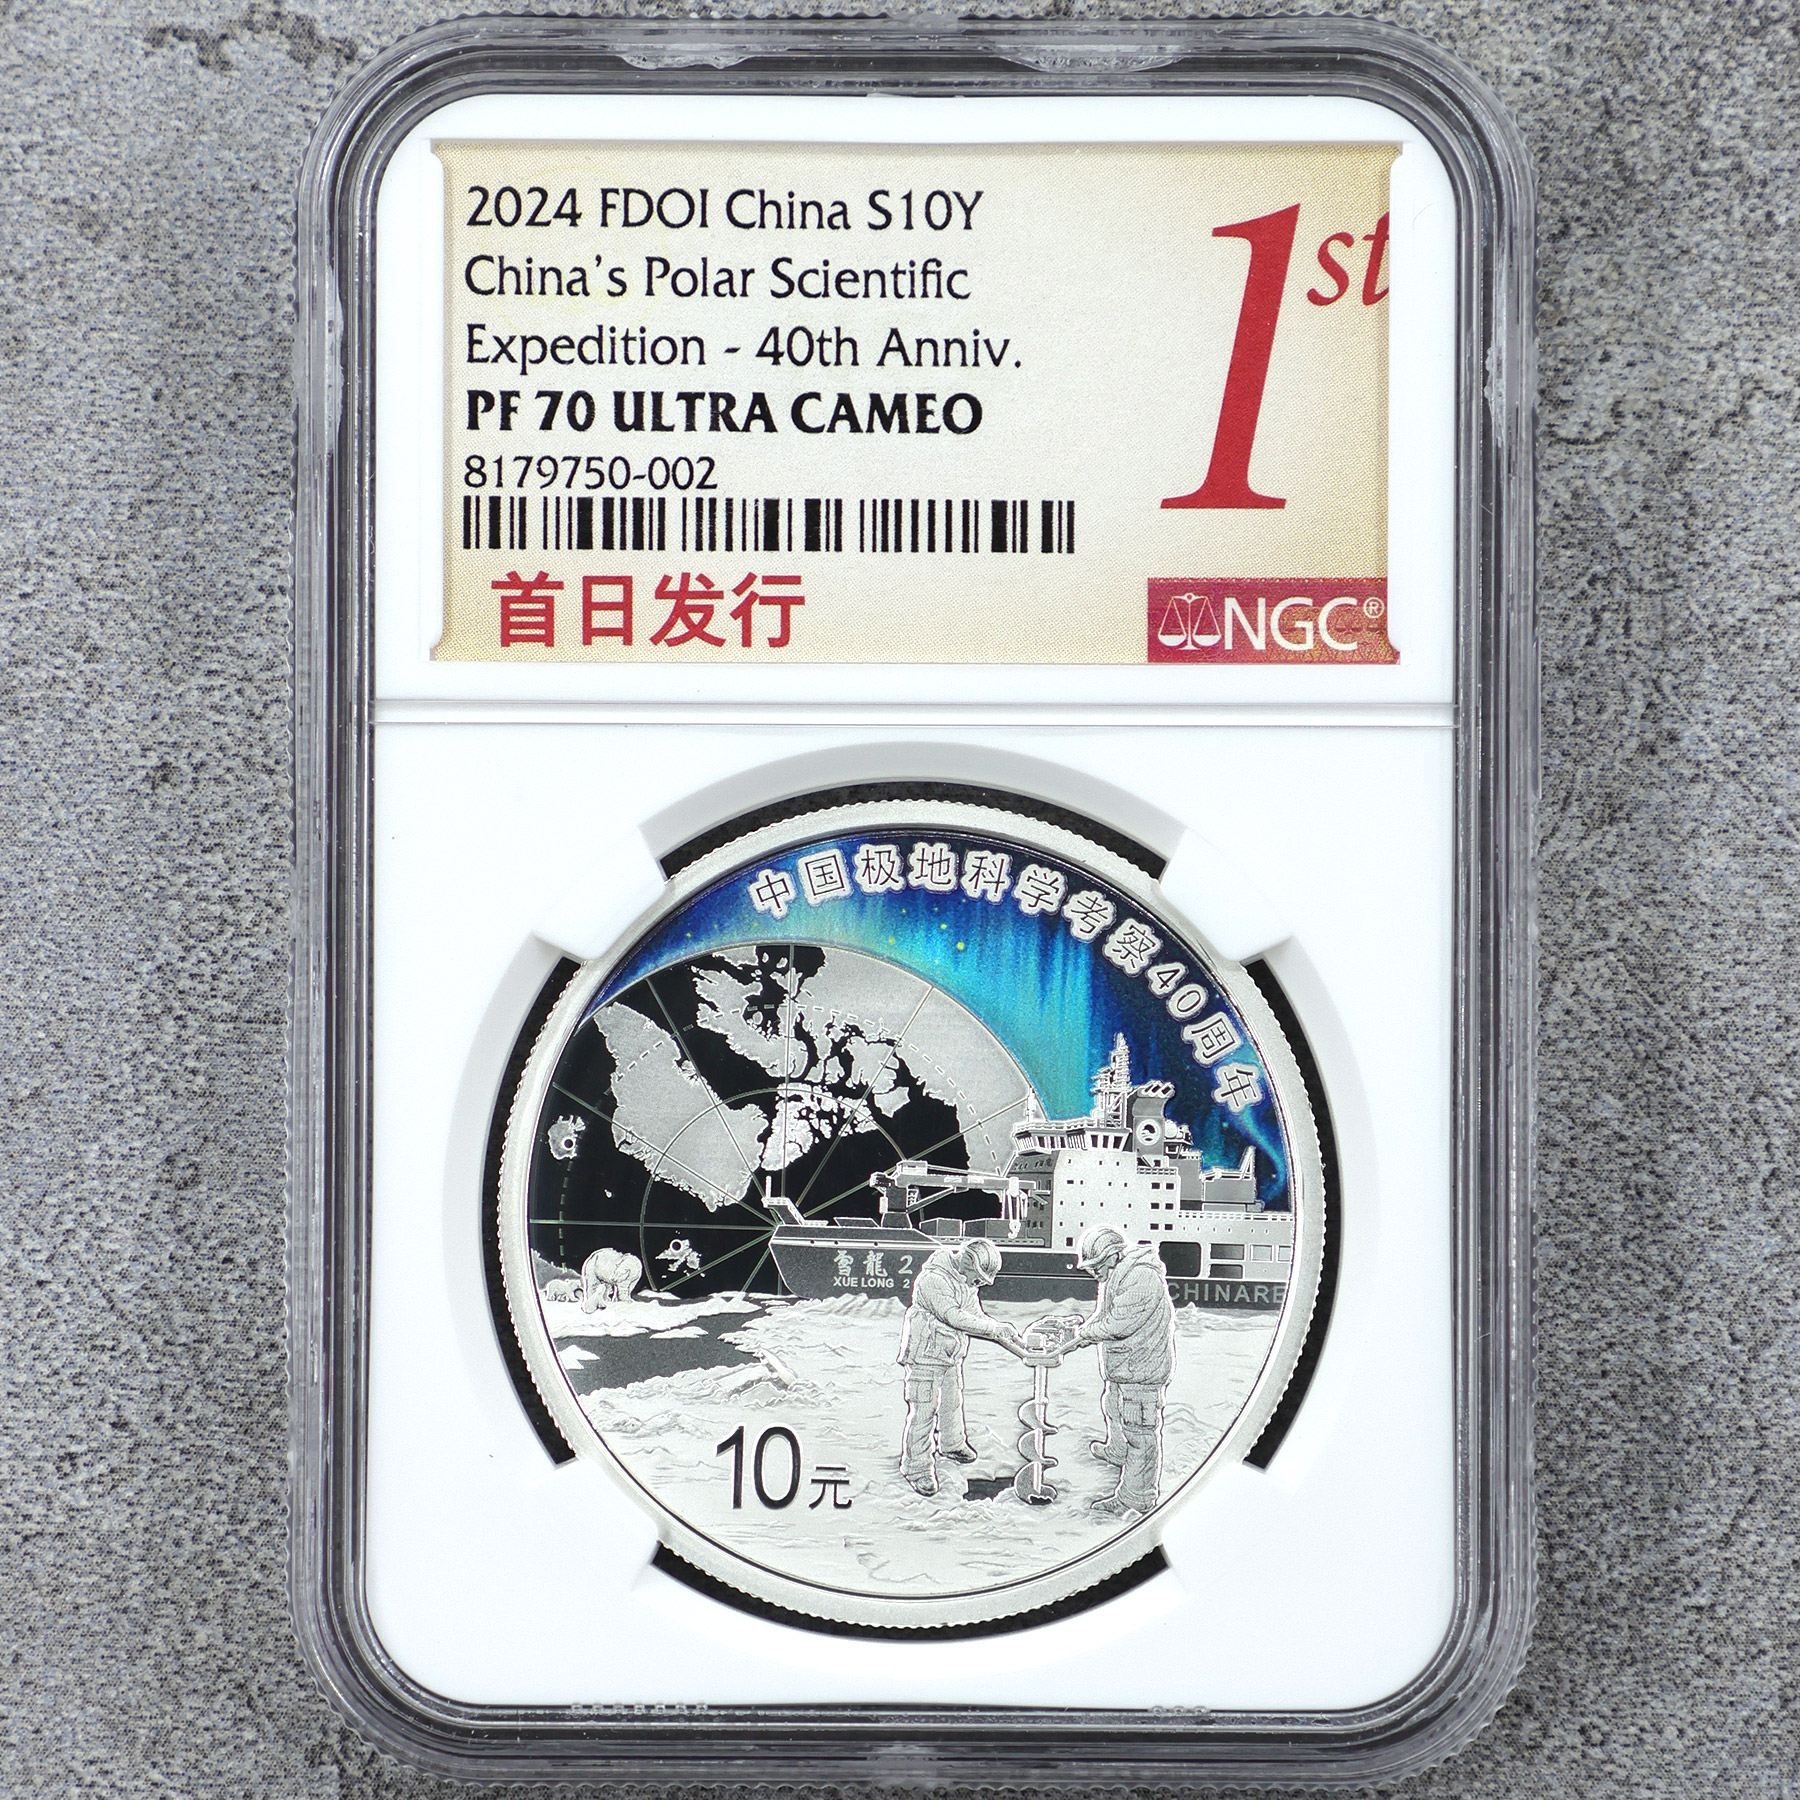 2024 FDOI China S10Y
China's Polar Scientific
Expedition - 40th Anniv.
PF 70 ULTRA CAMEO
8179750-002
首日发行
1st
NGC®
中国极地科学考察40周年
雪龍2
XUE LONG 2
CHINARE
10元